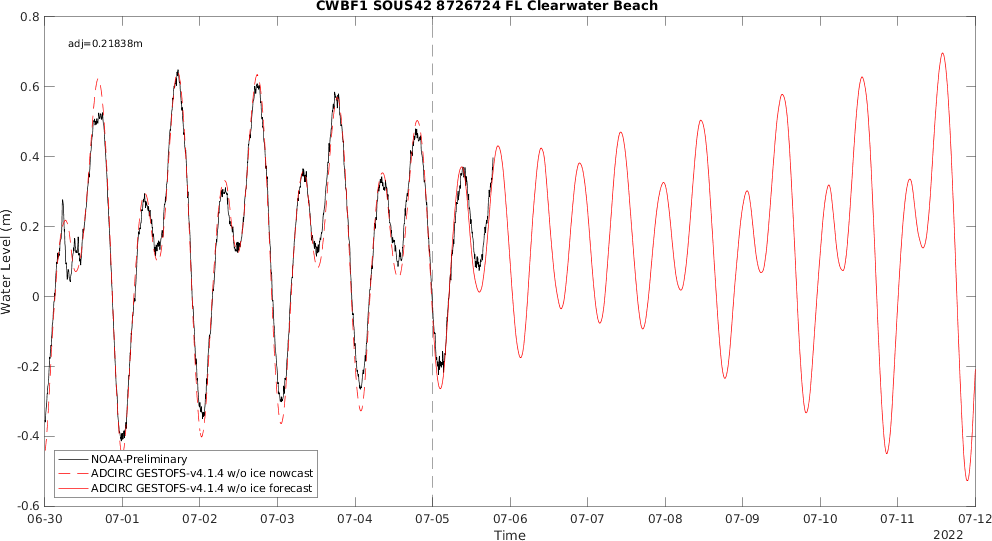 CWBF1 SOUS42 8726724 FL Clearwater Beach
adj=0.21838m
Water Level (m)
0.8
0.6
0.4
0.2
0
-0.2
-0.4
-0.6
NOAA-Preliminary
ADCIRC GESTOFS-v4.1.4 w/o ice nowcast
ADCIRC GESTOFS-v4.1.4 w/o ice forecast
06-30 07-01 07-02 07-03 07-04 07-05 07-06 07-07 07-08 07-09 07-10 07-11 07-12
Time
2022